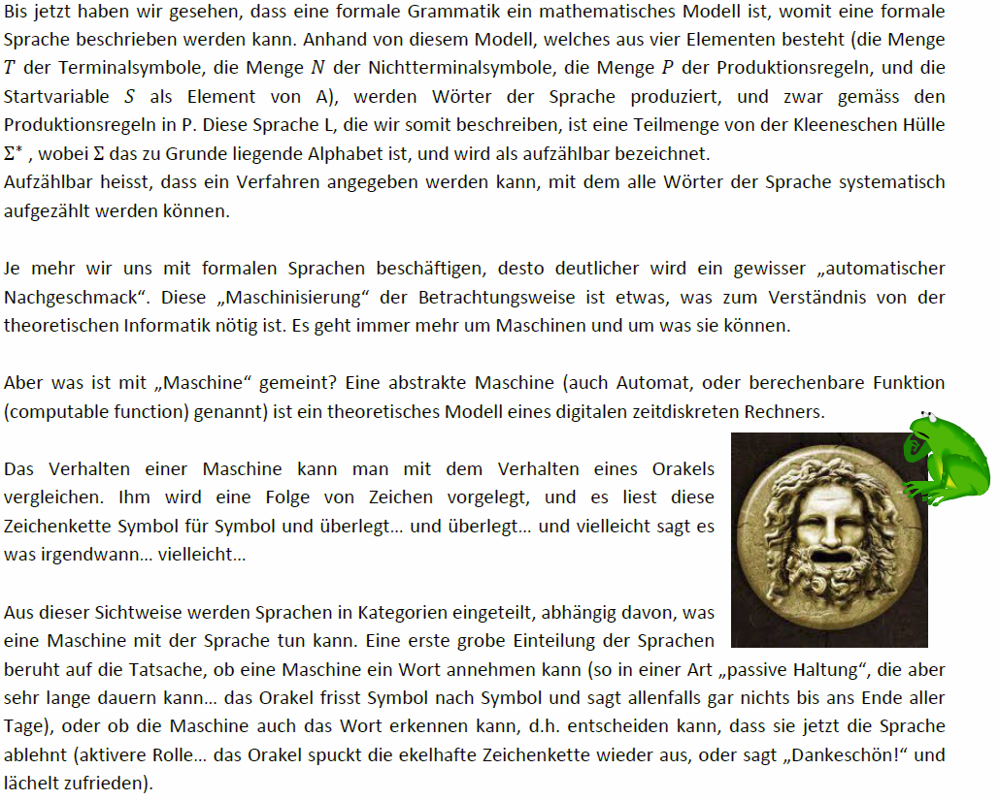 Bis jetzt haben wir gesehen, dass eine formale Grammatik ein mathematisches Modell ist, womit eine formale
Sprache beschrieben werden kann. Anhand von diesem Modell, welches aus vier Elementen besteht (die Menge
T der Terminalsymbole, die Menge N der Nichtterminalsymbole, die Menge P der Produktionsregeln, und die
Startvariable S als Element von A), werden Wörter der Sprache produziert, und zwar gemäss den
Produktionsregeln in P. Diese Sprache L, die wir somit beschreiben, ist eine Teilmenge von der Kleeneschen Hülle
Σ* , wobei Σ das zu Grunde liegende Alphabet ist, und wird als aufzählbar bezeichnet.
Aufzählbar heisst, dass ein Verfahren angegeben werden kann, mit dem alle Wörter der Sprache systematisch
aufgezählt werden können.
Je mehr wir uns mit formalen Sprachen beschäftigen, desto deutlicher wird ein gewisser „automatischer
Nachgeschmack“. Diese „Maschinisierung“ der Betrachtungsweise ist etwas, was zum Verständnis von der
theoretischen Informatik nötig ist. Es geht immer mehr um Maschinen und um was sie können.
Aber was ist mit „Maschine“ gemeint? Eine abstrakte Maschine (auch Automat, oder berechenbare Funktion
(computable function) genannt) ist ein theoretisches Modell eines digitalen zeitdiskreten Rechners.
Das Verhalten einer Maschine kann man mit dem Verhalten eines Orakels
vergleichen. Ihm wird eine Folge von Zeichen vorgelegt, und es liest diese
Zeichenkette Symbol für Symbol und überlegt… und überlegt… und vielleicht sagt es
was irgendwann… vielleicht…
Aus dieser Sichtweise werden Sprachen in Kategorien eingeteilt, abhängig davon, was
eine Maschine mit der Sprache tun kann. Eine erste grobe Einteilung der Sprachen
beruht auf die Tatsache, ob eine Maschine ein Wort annehmen kann (so in einer Art „passive Haltung“, die aber
sehr lange dauern kann… das Orakel frisst Symbol nach Symbol und sagt allenfalls gar nichts bis ans Ende aller
Tage), oder ob die Maschine auch das Wort erkennen kann, d.h. entscheiden kann, dass sie jetzt die Sprache
ablehnt (aktivere Rolle… das Orakel spuckt die ekelhafte Zeichenkette wieder aus, oder sagt „Dankeschön!“ und
lächelt zufrieden).